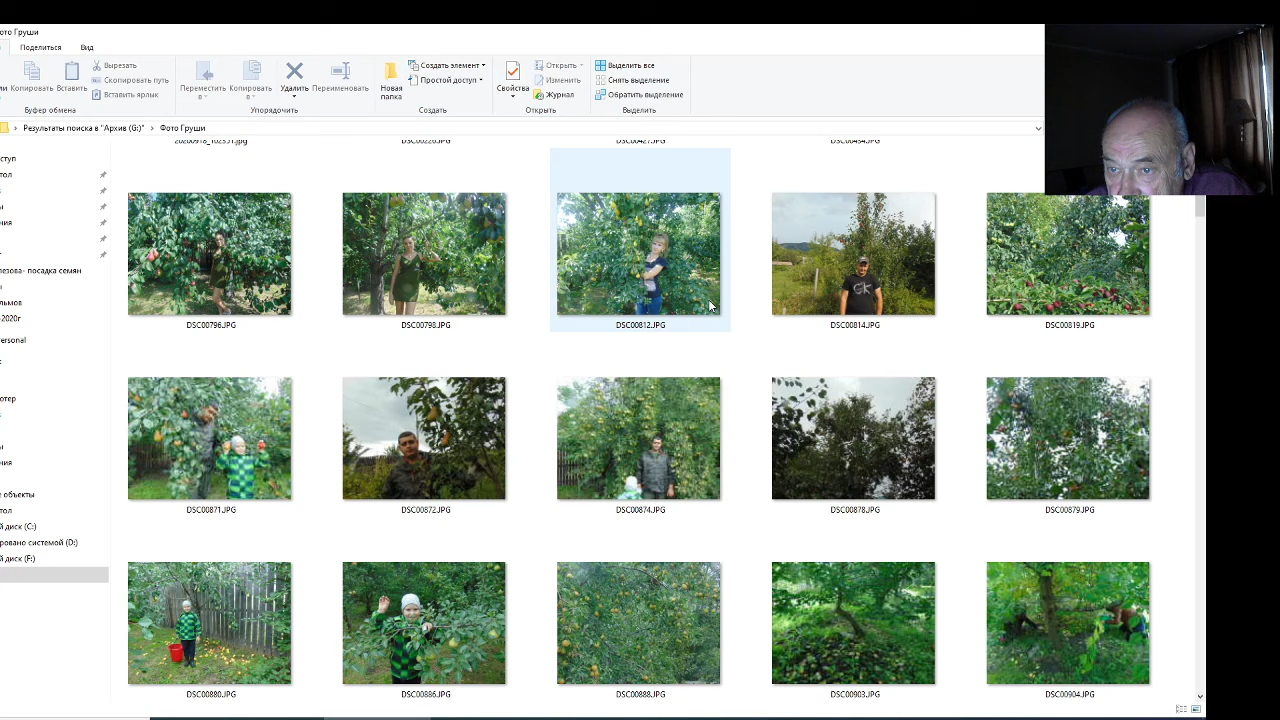 ото Груши
Поделиться Вид
Вырезать
Скопировать путь
Вставить ярлык
Копировать Вставить
Буфер обмена
Переместить в
Копировать в
Удалить
Переименовать
Упорядочить
Новая папка
Создать элемент
Простой доступ
Создать
Свойства
Открыть
Изменить
Журнал
Открыть
Выделить все
Снять выделение
Обратить выделение
Выделить
Результаты поиска в "Архив (G:)" Фото Груши
ступ
тол
ы
ния
лезова- посадка семян
льмов
-2020г
ersonal
отер
ы
ния
е объекты
тол
й диск (C:)
ровано системой (D:)
й диск (F:)
DSC00796.JPG DSC00798.JPG DSC00812.JPG DSC00814.JPG DSC00819.JPG
DSC00871.JPG DSC00872.JPG DSC00874.JPG DSC00878.JPG DSC00879.JPG
DSC00880.JPG DSC00886.JPG DSC00888.JPG DSC00903.JPG DSC00904.JPG